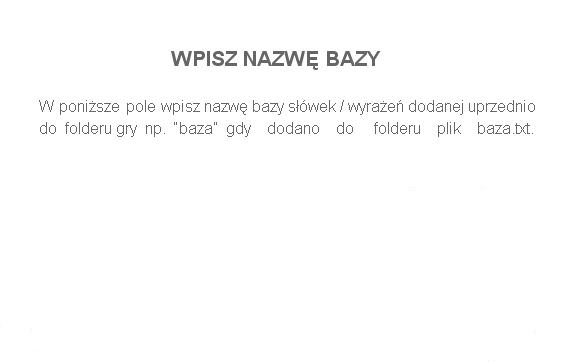 WPISZ NAZWĘ BAZY
W poniższe pole wpisz nazwę bazy słówek / wyrażeń dodanej uprzednio
do folderu gry np. "baza" gdy dodano do folderu plik baza.txt.